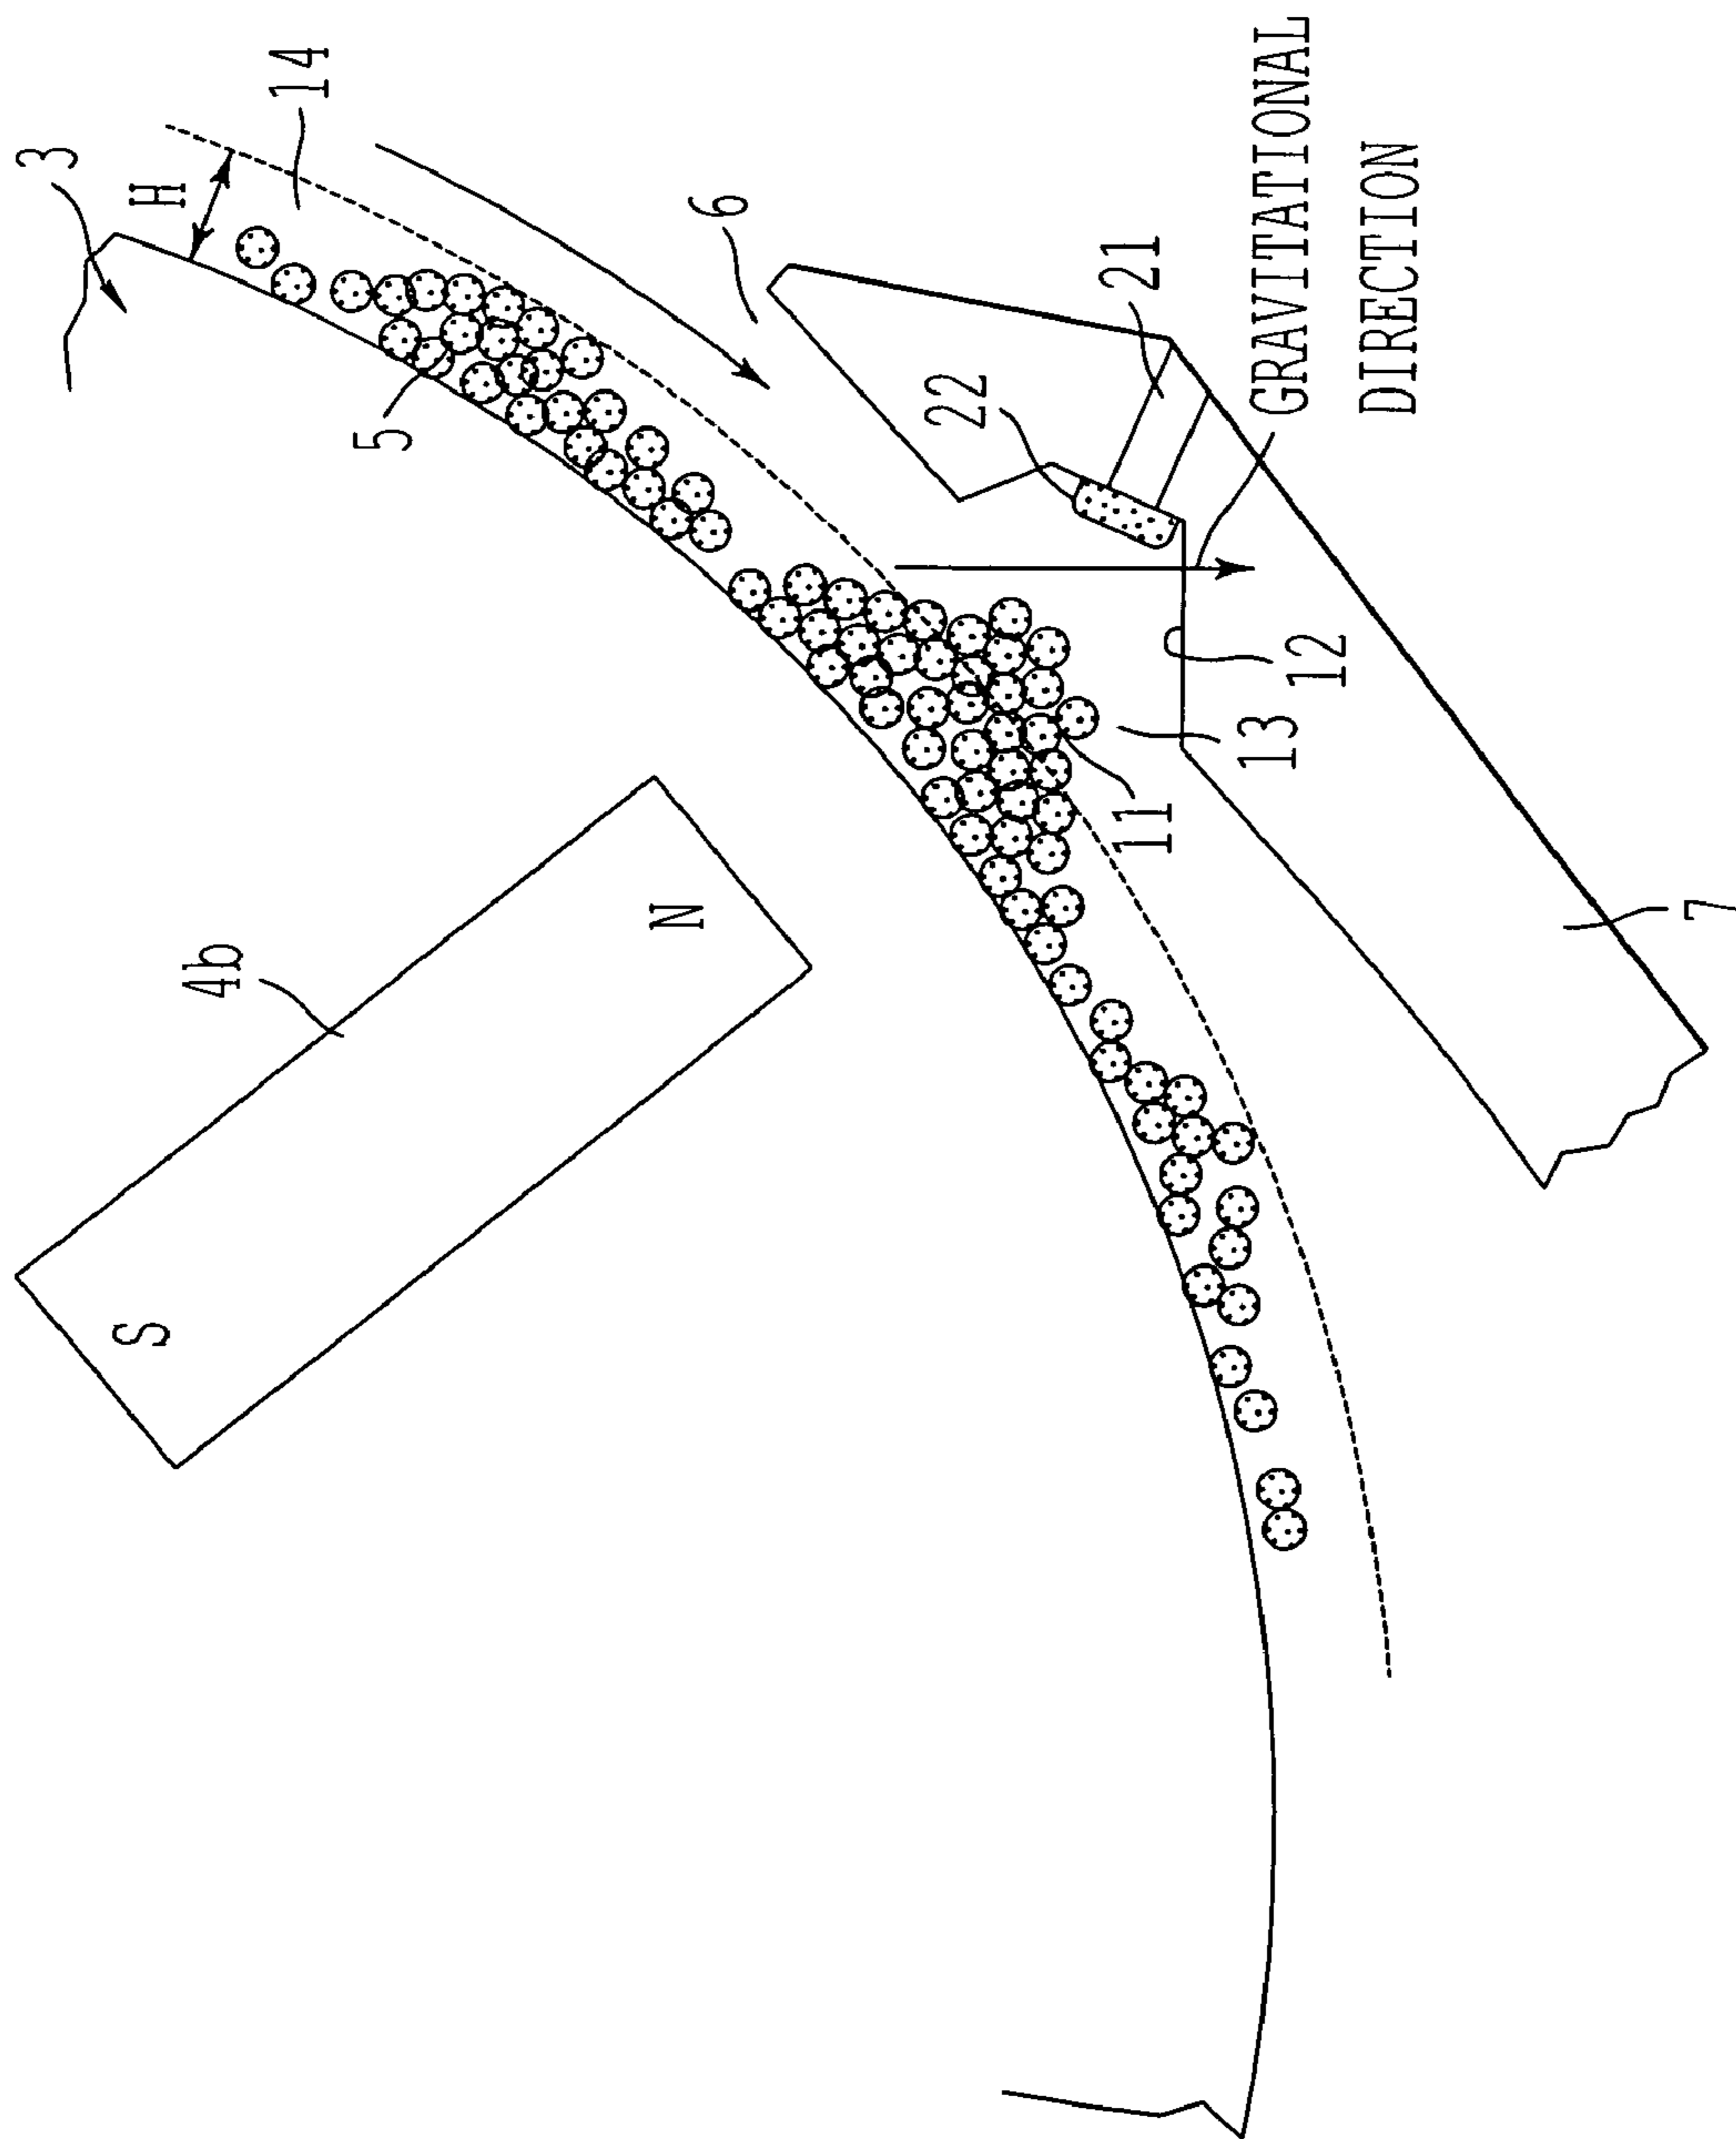 3
H
14
5
6
22
21
GRAVITATIONAL
DIRECTION
4b
N
S
11
13
12
7